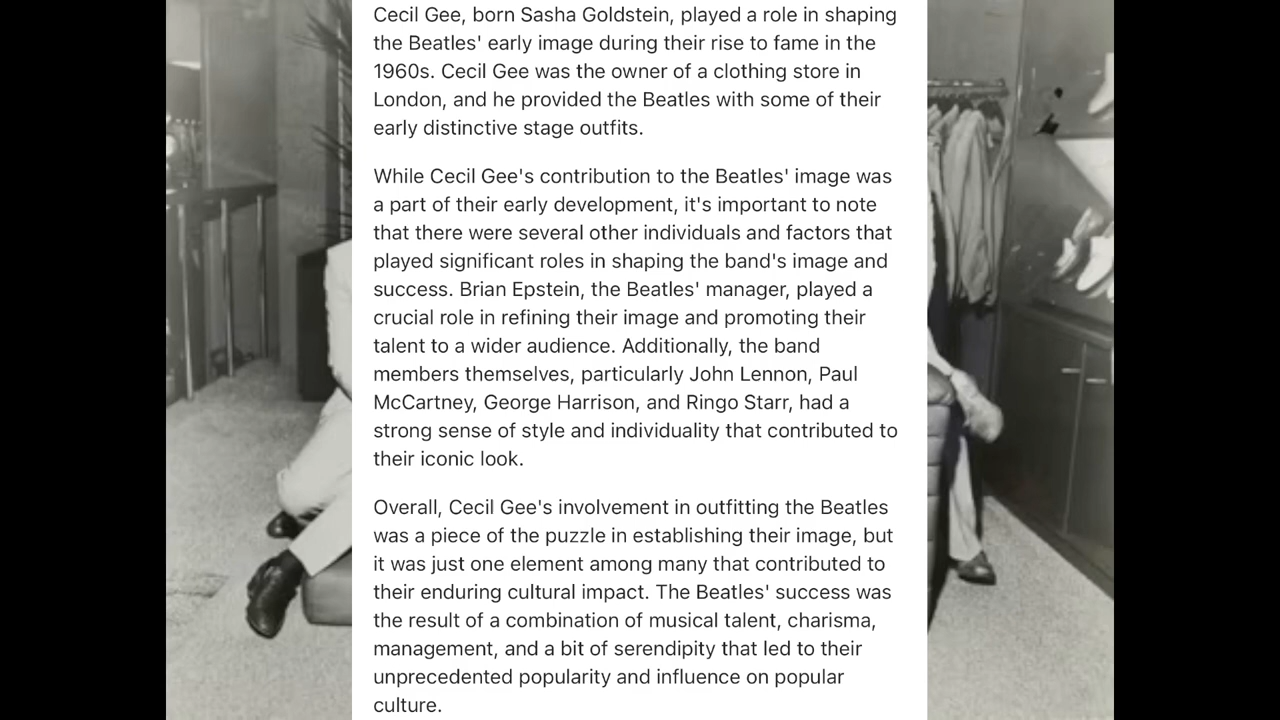 Cecil Gee, born Sasha Goldstein, played a role in shaping
the Beatles' early image during their rise to fame in the
1960s. Cecil Gee was the owner of a clothing store in
London, and he provided the Beatles with some of their
early distinctive stage outfits.
While Cecil Gee's contribution to the Beatles' image was
a part of their early development, it's important to note
that there were several other individuals and factors that
played significant roles in shaping the band's image and
success. Brian Epstein, the Beatles' manager, played a
crucial role in refining their image and promoting their
talent to a wider audience. Additionally, the band
members themselves, particularly John Lennon, Paul
McCartney, George Harrison, and Ringo Starr, had a
strong sense of style and individuality that contributed to
their iconic look.
Overall, Cecil Gee's involvement in outfitting the Beatles
was a piece of the puzzle in establishing their image, but
it was just one element among many that contributed to
their enduring cultural impact. The Beatles' success was
the result of a combination of musical talent, charisma,
management, and a bit of serendipity that led to their
unprecedented popularity and influence on popular
culture.